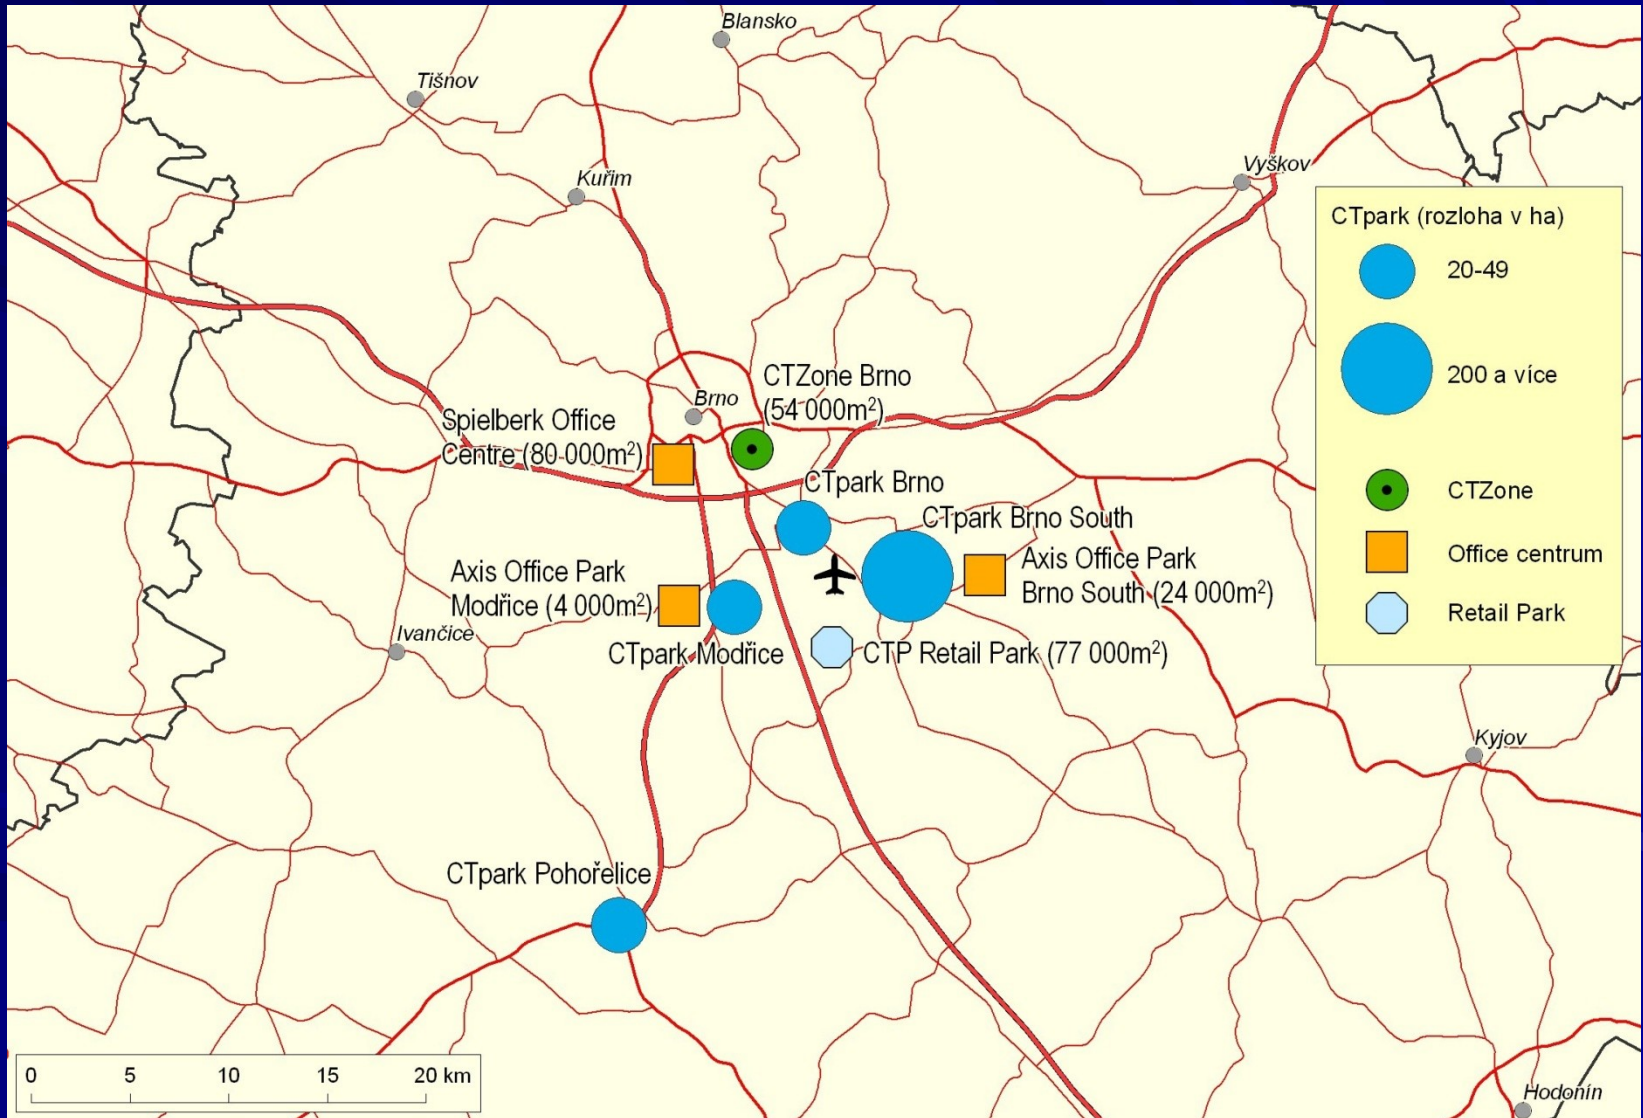 Blansko
Tišnov
Kuřim
Vyškov
CTpark (rozloha v ha)
20-49
200 a více
CTZone
Office centrum
Retail Park
CTZone Brno
(54 000m²)
Brno
Spielberk Office
Centre (80 000m²)
CTpark Brno
CTpark Brno South
Axis Office Park
Brno South (24 000m²)
Axis Office Park
Modřice (4 000m²)
Ivančice
CTpark Modřice
CTP Retail Park (77 000m²)
Kyjov
CTpark Pohořelice
0 5 10 15 20 km
Hodonín